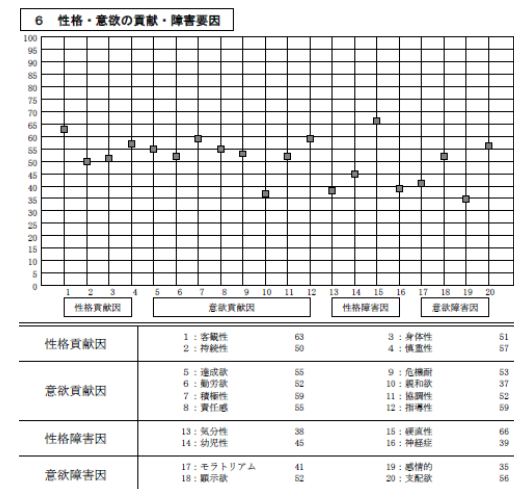 6 性格・意欲の貢献・障害要因
100
95
90
85
80
75
70
65
60
55
50
45
40
35
30
25
20
15
10
5
0
1 2 3 4 5 6 7 8 9 10 11 12 13 14 15 16 17 18 19 20
性格貢献因 意欲貢献因 性格障害因 意欲障害因
性格貢献因
1：客観性 63 3：身体性 51
2：持続性 50 4：慎重性 57
意欲貢献因
5：達成欲 55 9：危機耐 53
6：勤労欲 52 10：親和欲 37
7：積極性 59 11：協調性 52
8：責任感 55 12：指導性 59
性格障害因
13：気分性 38 15：硬直性 66
14：幼児性 45 16：神経症 39
意欲障害因
17：モラトリアム 41 19：感情的 35
18：顕示欲 52 20：支配欲 56